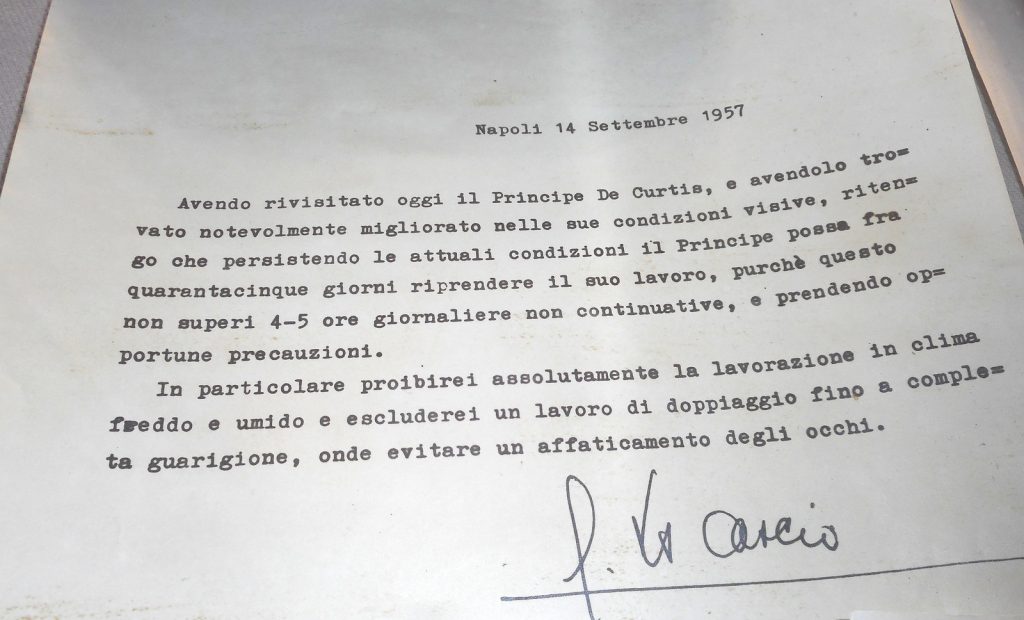 Napoli 14 Settembre 1957
Avendo rivisitato oggi il Principe De Curtis, e avendolo tro=
vato notevolmente migliorato nelle sue condizioni visive, riten=
go che persistendo le attuali condizioni il Principe possa fra
quarantacinque giorni riprendere il suo lavoro, purchè questo
non superi 4-5 ore giornaliere non continuative, e prendendo op=
portune precauzioni.
In particolare proibirei assolutamente la lavorazione in clima
freddo e umido e escluderei un lavoro di doppiaggio fino a comple=
ta guarigione, onde evitare un affaticamento degli occhi.